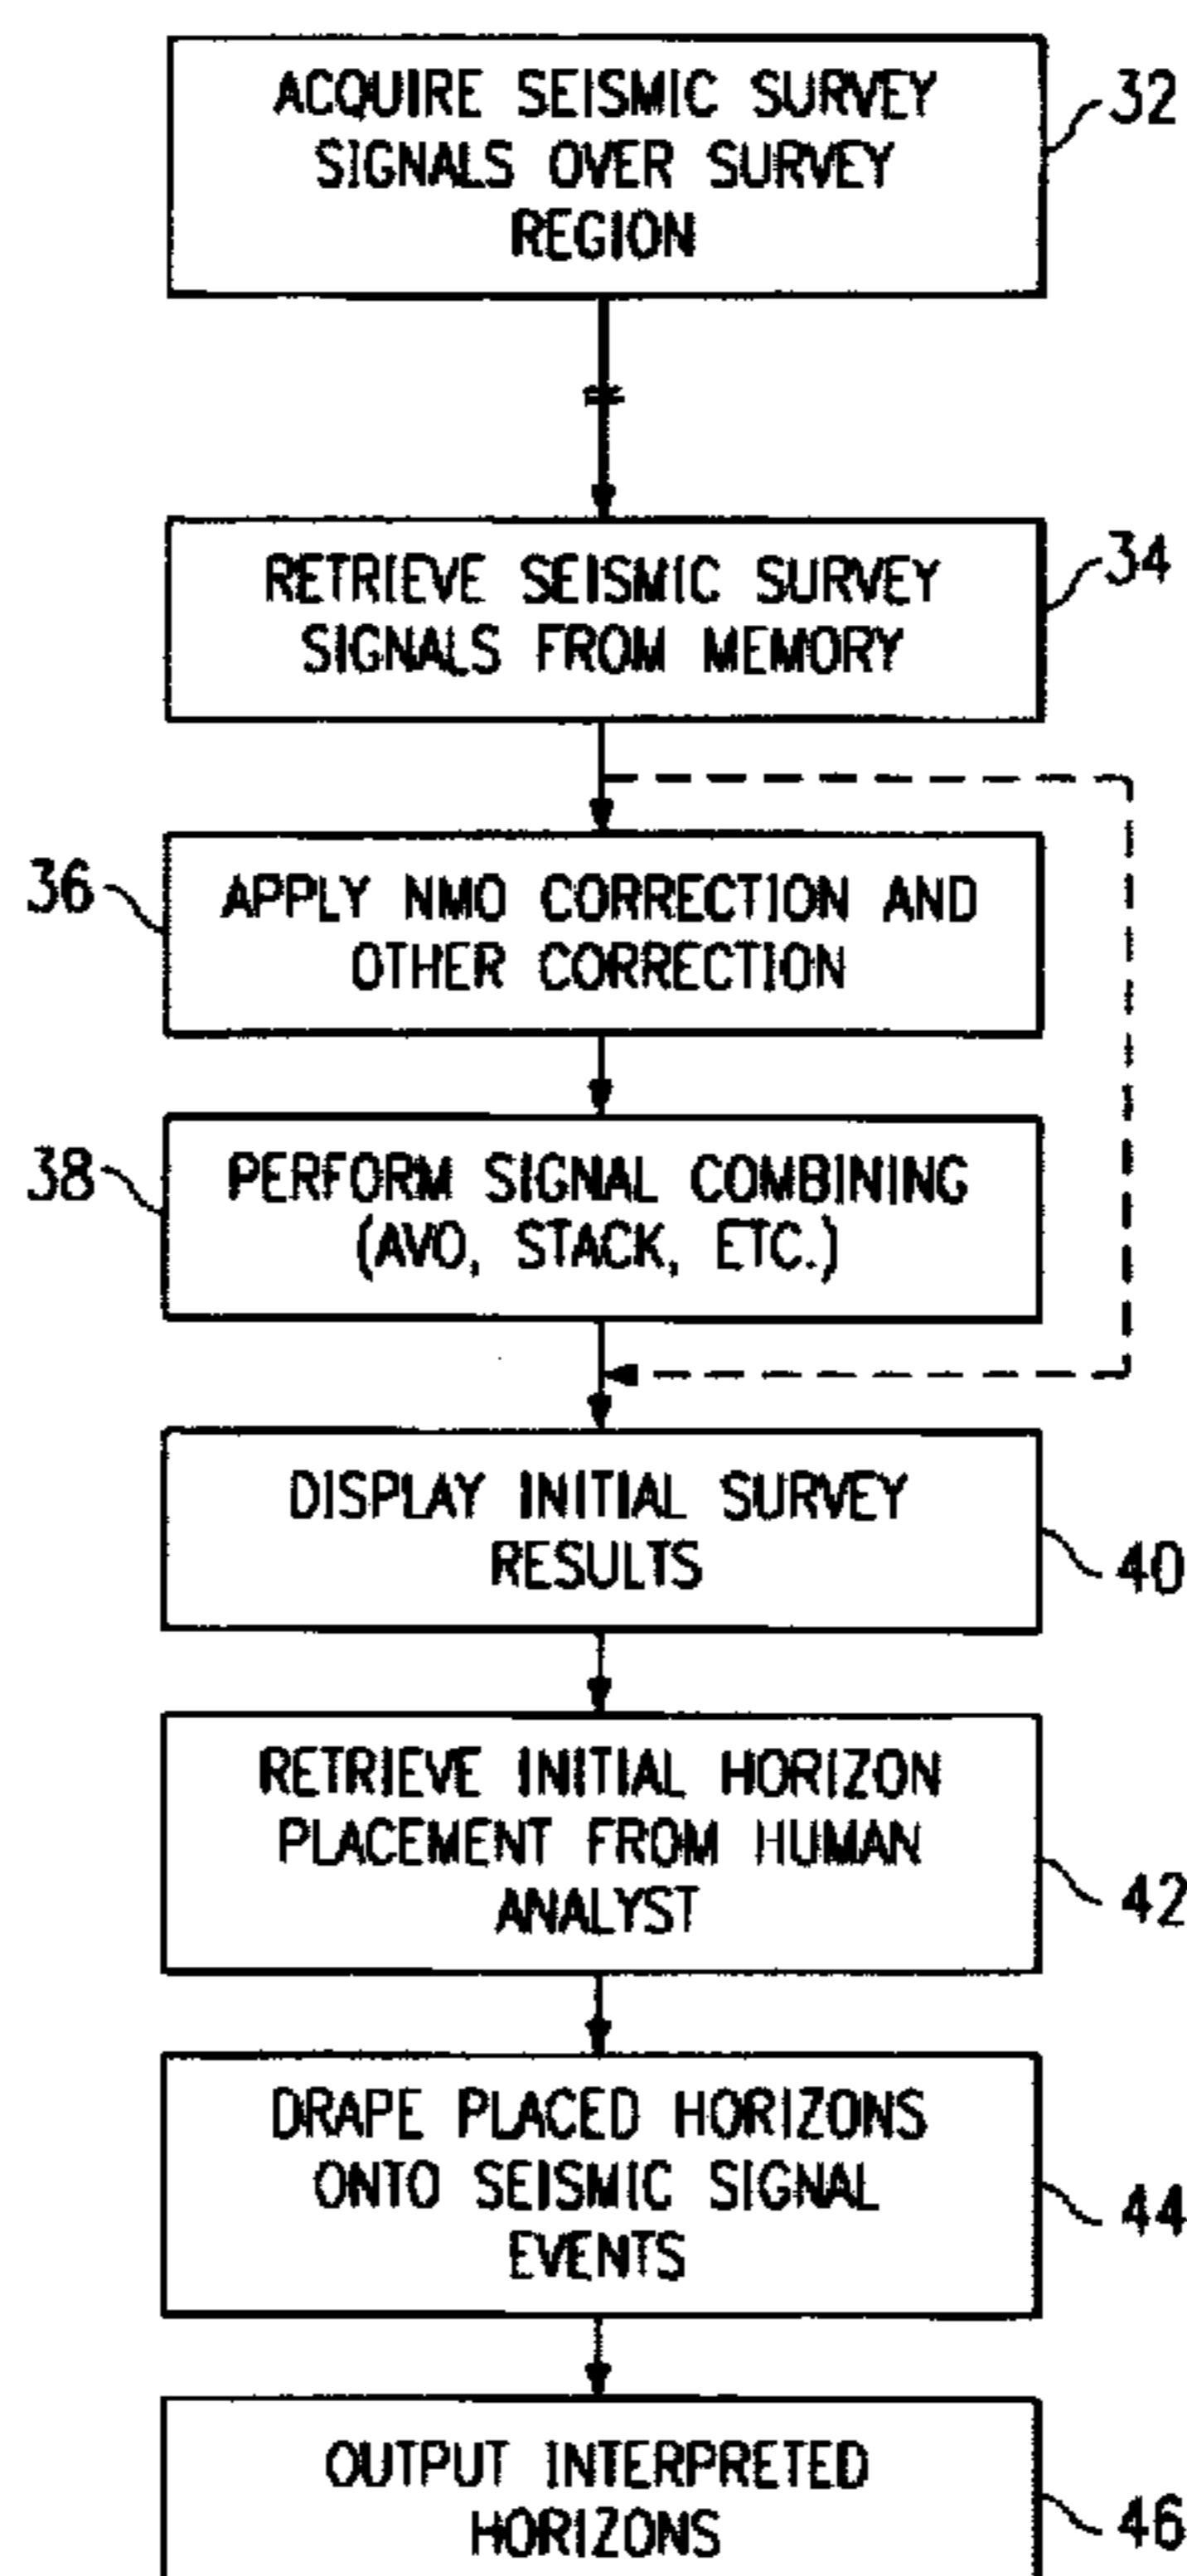 ACQUIRE SEISMIC SURVEY
SIGNALS OVER SURVEY
REGION
32
RETRIEVE SEISMIC SURVEY
SIGNALS FROM MEMORY
34
36
APPLY NMO CORRECTION AND
OTHER CORRECTION
38
PERFORM SIGNAL COMBINING
(AVO, STACK, ETC.)
DISPLAY INITIAL SURVEY
RESULTS
40
RETRIEVE INITIAL HORIZON
PLACEMENT FROM HUMAN
ANALYST
42
DRAPE PLACED HORIZONS
ONTO SEISMIC SIGNAL
EVENTS
44
OUTPUT INTERPRETED
HORIZONS
46